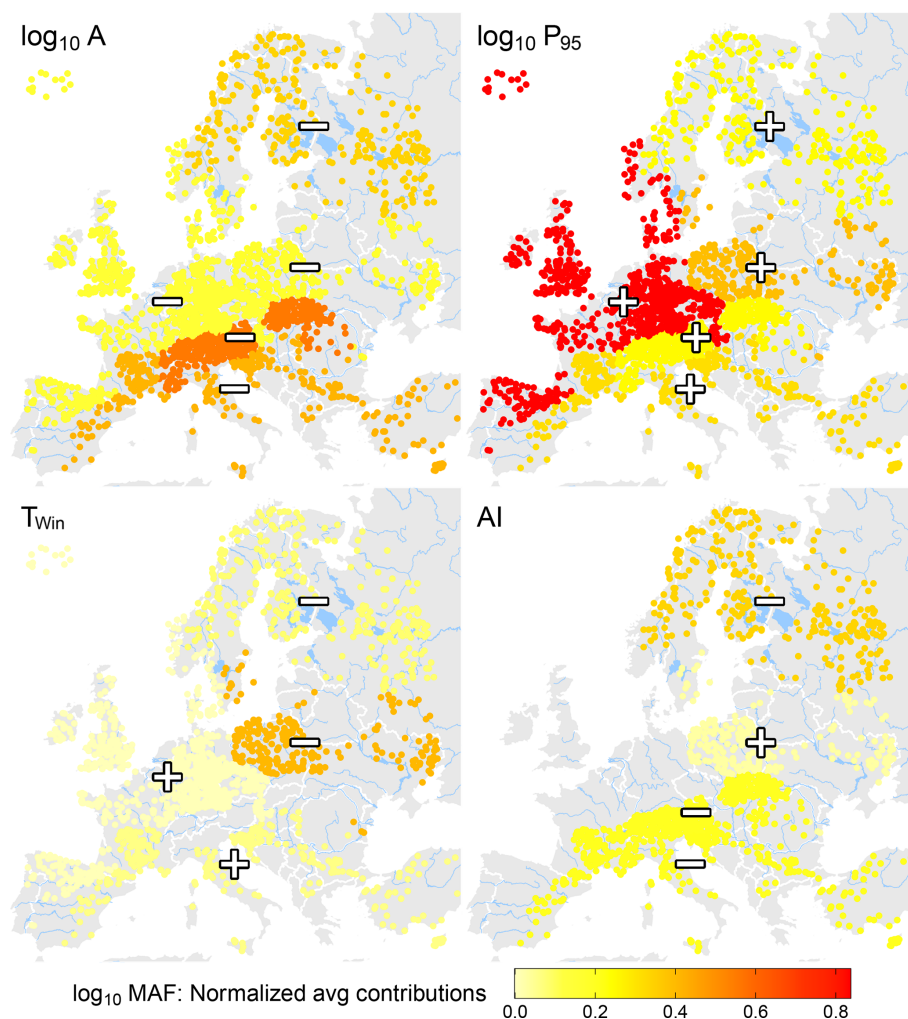 log₁₀ A
log₁₀ P₉₅
T_Win
AI
log₁₀ MAF: Normalized avg contributions
0.0 0.2 0.4 0.6 0.8